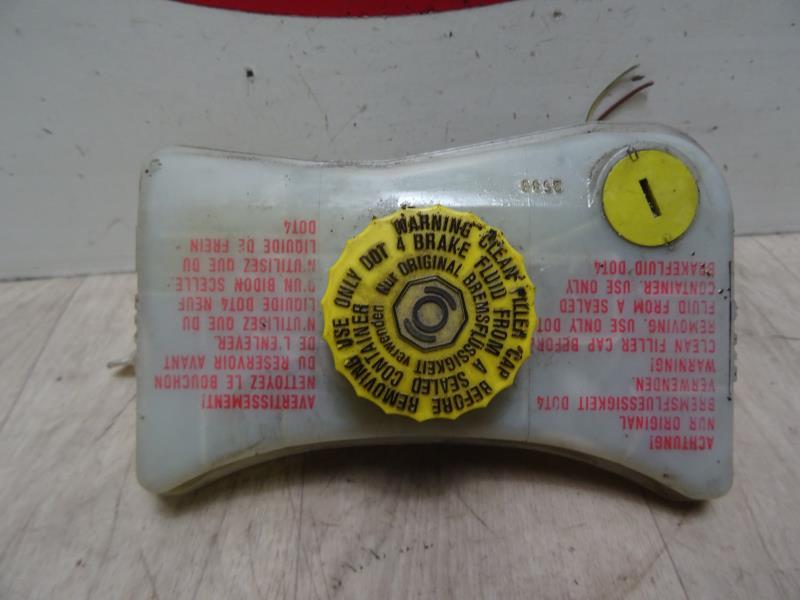 AVERTISSEMENT!
NETTOYEZ LE BOUCHON
DU RESERVOIR AVANT
DE L'ENLEVER.
N'UTILISEZ QUE DU
LIQUIDE DOT4 NEUF
D'UN BIDON SCELLE.
N'UTILISEZ QUE DU
LIQUIDE DE FREIN
DOT4
WARNING CLEAN FILLER CAP BEFORE REMOVING USE ONLY DOT
4 BRAKE FLUID FROM A SEALED CONTAINER
NUR ORIGINAL BREMSFLÜSSIGKEIT verwenden
ACHTUNG!
NUR ORIGINAL
BREMSFLUESSIGKEIT DOT4
VERWENDEN.
WARNING!
CLEAN FILLER CAP BEFOR
REMOVING. USE ONLY DOT
FLUID FROM A SEALED
CONTAINER. USE ONLY
BRAKEFLUID DOT4